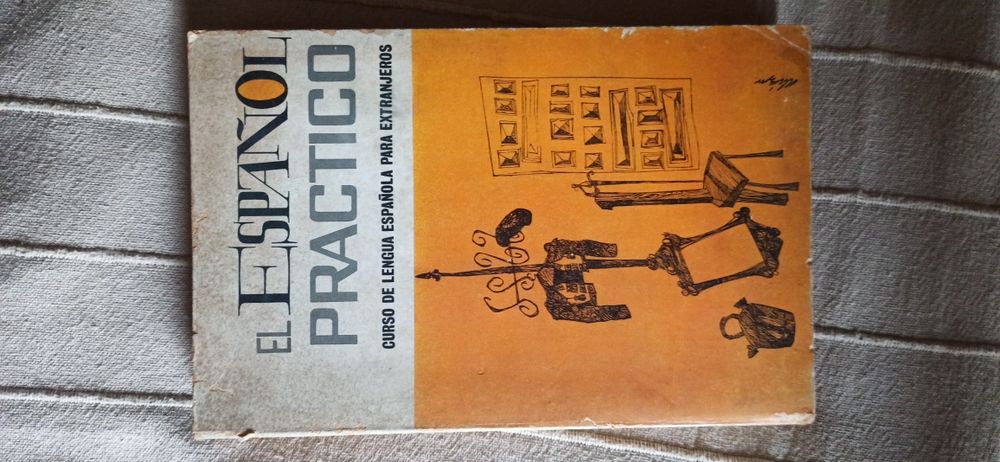 EL ESPAÑOL
PRACTICO
CURSO DE LENGUA ESPAÑOLA PARA EXTRANJEROS